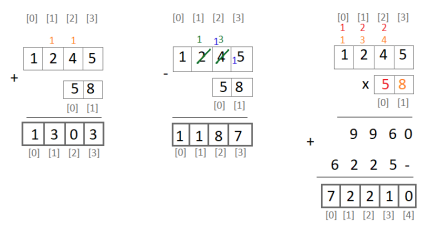 [0] [1] [2] [3]
1 1
1 2 4 5
+
5 8
[0] [1]
1 3 0 3
[0] [1] [2] [3]
[0] [1] [2] [3]
1 1 3
1 2 4 1 5
-
5 8
[0] [1]
1 1 8 7
[0] [1] [2] [3]
[0] [1] [2] [3]
1 2 2
1 3 4
1 2 4 5
x 5 8
[0] [1]
+
9 9 6 0
6 2 2 5 -
7 2 2 1 0
[0] [1] [2] [3] [4]